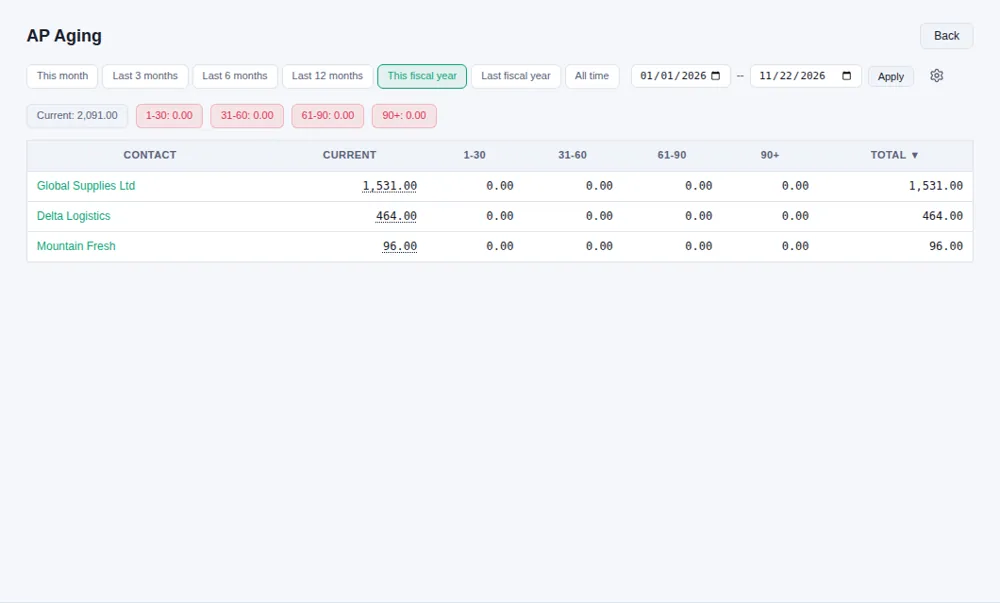 AP Aging
Back
This month Last 3 months Last 6 months Last 12 months This fiscal year Last fiscal year All time 01/01/2026 -- 11/22/2026 Apply
Current: 2,091.00 1-30: 0.00 31-60: 0.00 61-90: 0.00 90+: 0.00
CONTACT CURRENT 1-30 31-60 61-90 90+ TOTAL ▼
Global Supplies Ltd 1,531.00 0.00 0.00 0.00 0.00 1,531.00
Delta Logistics 464.00 0.00 0.00 0.00 0.00 464.00
Mountain Fresh 96.00 0.00 0.00 0.00 0.00 96.00